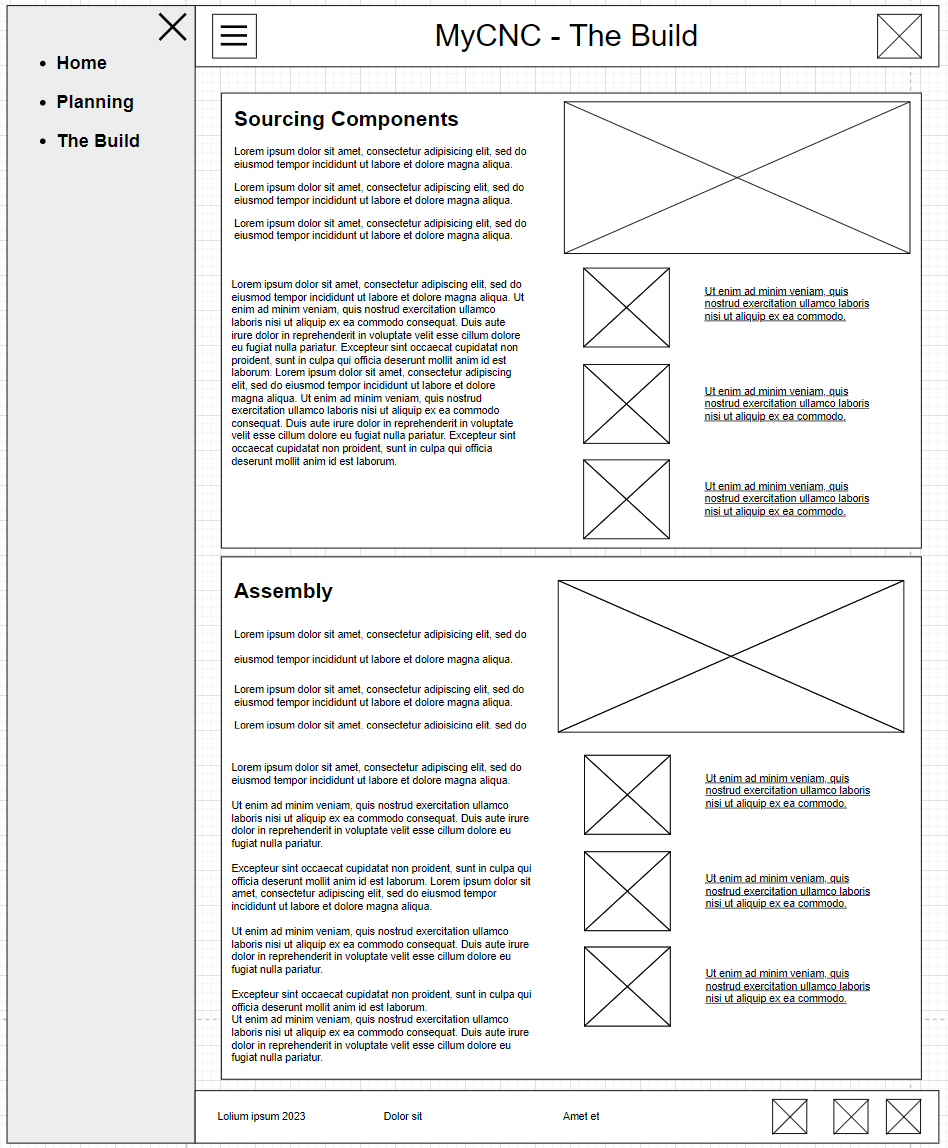 MyCNC - The Build
Home
Planning
The Build
Sourcing Components
Lorem ipsum dolor sit amet, consectetur adipisicing elit, sed do
eiusmod tempor incididunt ut labore et dolore magna aliqua.
Lorem ipsum dolor sit amet, consectetur adipiscing elit, sed do
eiusmod tempor incididunt ut labore et dolore magna aliqua.
Lorem ipsum dolor sit amet, consectetur adipiscing elit, sed do
eiusmod tempor incididunt ut labore et dolore magna aliqua.
Lorem ipsum dolor sit amet, consectetur adipiscing elit, sed do
eiusmod tempor incididunt ut labore et dolore magna aliqua. Ut
enim ad minim veniam, quis nostrud exercitation ullamco
laboris nisi ut aliquip ex ea commodo consequat. Duis aute
irure dolor in reprehenderit in voluptate velit esse cillum dolore
eu fugiat nulla pariatur. Excepteur sint occaecat cupidatat non
proident, sunt in culpa qui officia deserunt mollit anim id est
laborum. Lorem ipsum dolor sit amet, consectetur adipiscing
elit, sed do eiusmod tempor incididunt ut labore et dolore
magna aliqua. Ut enim ad minim veniam, quis nostrud
exercitation ullamco laboris nisi ut aliquip ex ea commodo
consequat. Duis aute irure dolor in reprehenderit in voluptate
velit esse cillum dolore eu fugiat nulla pariatur. Excepteur sint
occaecat cupidatat non proident, sunt in culpa qui officia
deserunt mollit anim id est laborum.
Ut enim ad minim veniam, quis
nostrud exercitation ullamco laboris
nisi ut aliquip ex ea commodo.
Ut enim ad minim veniam, quis
nostrud exercitation ullamco laboris
nisi ut aliquip ex ea commodo.
Ut enim ad minim veniam, quis
nostrud exercitation ullamco laboris
nisi ut aliquip ex ea commodo.
Assembly
Lorem ipsum dolor sit amet, consectetur adipisicing elit, sed do
eiusmod tempor incididunt ut labore et dolore magna aliqua.
Lorem ipsum dolor sit amet, consectetur adipiscing elit, sed do
eiusmod tempor incididunt ut labore et dolore magna aliqua.
Lorem ipsum dolor sit amet, consectetur adipiscing elit, sed do
Lorem ipsum dolor sit amet, consectetur adipiscing elit, sed do
eiusmod tempor incididunt ut labore et dolore magna aliqua.
Ut enim ad minim veniam, quis nostrud exercitation ullamco
laboris nisi ut aliquip ex ea commodo consequat. Duis aute irure
dolor in reprehenderit in voluptate velit esse cillum dolore eu
fugiat nulla pariatur.
Excepteur sint occaecat cupidatat non proident, sunt in culpa qui
officia deserunt mollit anim id est laborum. Lorem ipsum dolor sit
amet, consectetur adipiscing elit, sed do eiusmod tempor
incididunt ut labore et dolore magna aliqua.
Ut enim ad minim veniam, quis nostrud exercitation ullamco
laboris nisi ut aliquip ex ea commodo consequat. Duis aute irure
dolor in reprehenderit in voluptate velit esse cillum dolore eu
fugiat nulla pariatur.
Excepteur sint occaecat cupidatat non proident, sunt in culpa qui
officia deserunt mollit anim id est laborum.
Ut enim ad minim veniam, quis nostrud exercitation ullamco
laboris nisi ut aliquip ex ea commodo consequat. Duis aute irure
dolor in reprehenderit in voluptate velit esse cillum dolore eu
fugiat nulla pariatur.
Ut enim ad minim veniam, quis
nostrud exercitation ullamco laboris
nisi ut aliquip ex ea commodo.
Ut enim ad minim veniam, quis
nostrud exercitation ullamco laboris
nisi ut aliquip ex ea commodo.
Ut enim ad minim veniam, quis
nostrud exercitation ullamco laboris
nisi ut aliquip ex ea commodo.
Lolium ipsum 2023
Dolor sit
Amet et